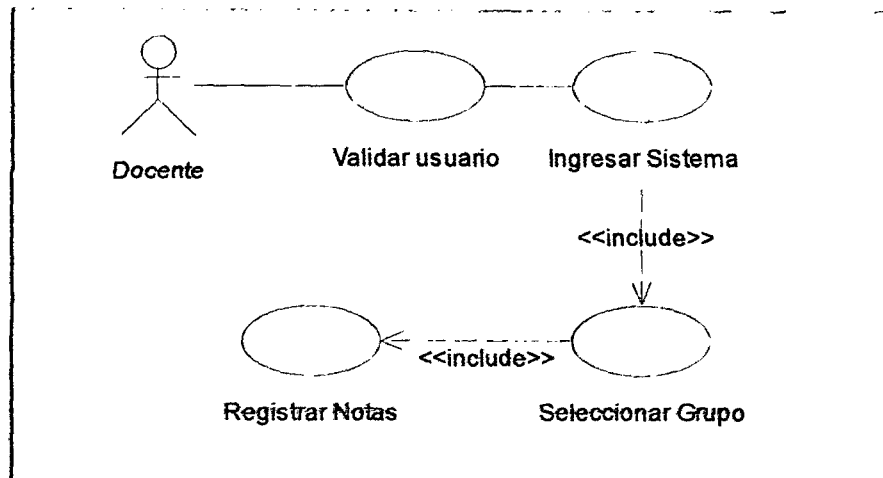 Docente
Validar usuario
Ingresar Sistema
<<include>>
<<include>>
Registrar Notas
Seleccionar Grupo